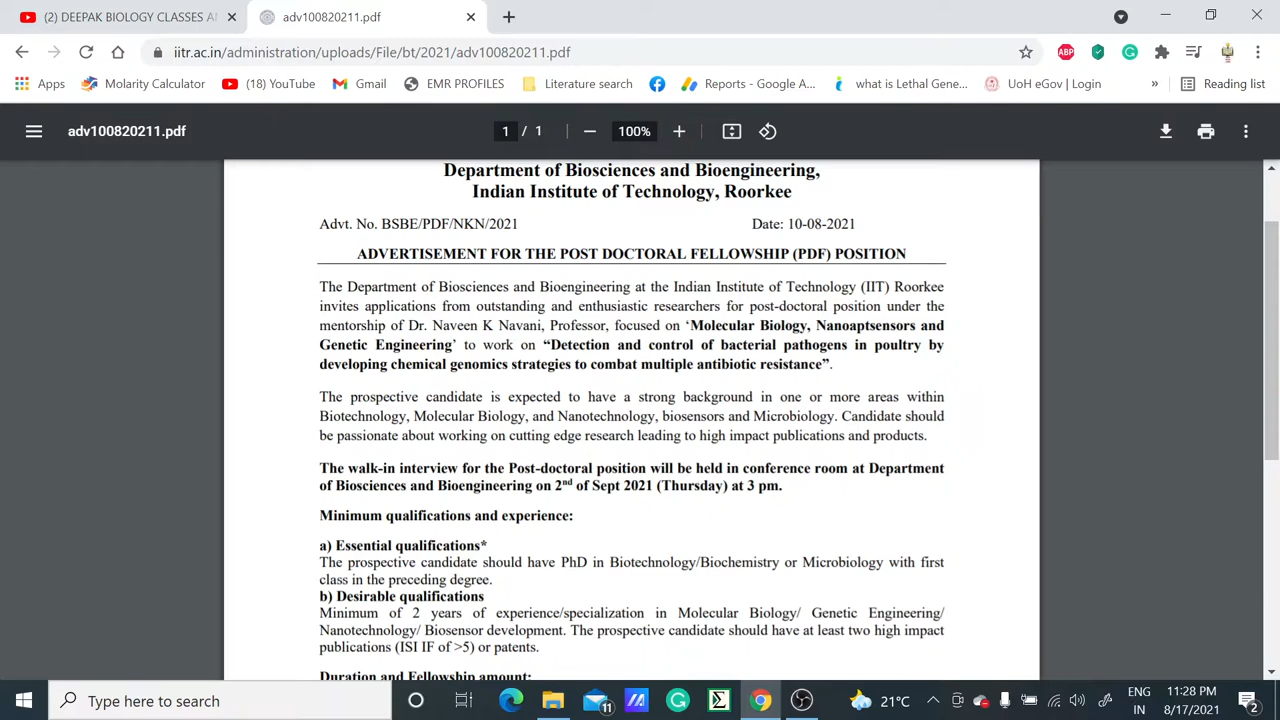 (2) DEEPAK BIOLOGY CLASSES A
adv100820211.pdf
iitr.ac.in/administration/uploads/File/bt/2021/adv100820211.pdf
ABP
Apps
Molarity Calculator
(18) YouTube
Gmail
EMR PROFILES
Literature search
Reports - Google A...
what is Lethal Gene...
UoH eGov | Login
»
Reading list
adv100820211.pdf
1 / 1
100%
Department of Biosciences and Bioengineering,
Indian Institute of Technology, Roorkee
Advt. No. BSBE/PDF/NKN/2021 Date: 10-08-2021
ADVERTISEMENT FOR THE POST DOCTORAL FELLOWSHIP (PDF) POSITION
The Department of Biosciences and Bioengineering at the Indian Institute of Technology (IIT) Roorkee
invites applications from outstanding and enthusiastic researchers for post-doctoral position under the
mentorship of Dr. Naveen K Navani, Professor, focused on ‘Molecular Biology, Nanoaptsensors and
Genetic Engineering’ to work on “Detection and control of bacterial pathogens in poultry by
developing chemical genomics strategies to combat multiple antibiotic resistance”.
The prospective candidate is expected to have a strong background in one or more areas within
Biotechnology, Molecular Biology, and Nanotechnology, biosensors and Microbiology. Candidate should
be passionate about working on cutting edge research leading to high impact publications and products.
The walk-in interview for the Post-doctoral position will be held in conference room at Department
of Biosciences and Bioengineering on 2nd of Sept 2021 (Thursday) at 3 pm.
Minimum qualifications and experience:
a) Essential qualifications*
The prospective candidate should have PhD in Biotechnology/Biochemistry or Microbiology with first
class in the preceding degree.
b) Desirable qualifications
Minimum of 2 years of experience/specialization in Molecular Biology/ Genetic Engineering/
Nanotechnology/ Biosensor development. The prospective candidate should have at least two high impact
publications (ISI IF of >5) or patents.
Duration and Fellowship amount:
Type here to search
11
21°C
ENG
IN
11:28 PM
8/17/2021
2